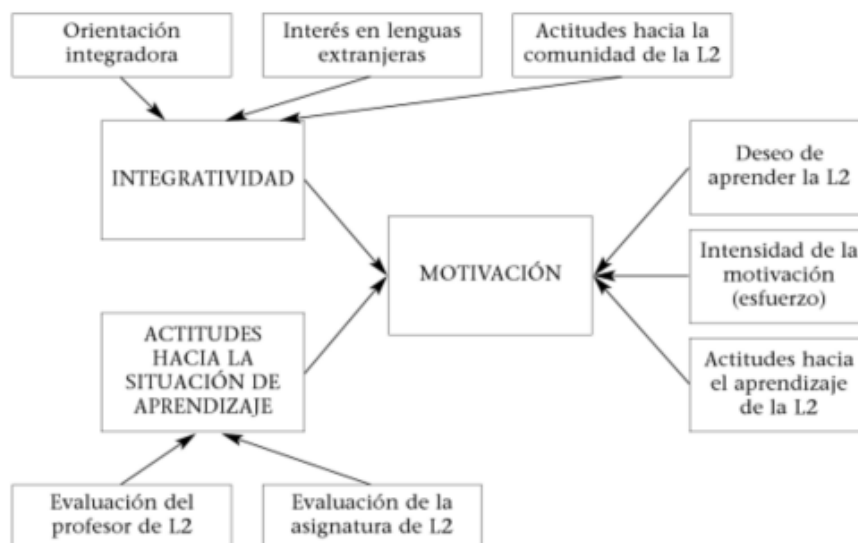 Orientación
integradora
Interés en lenguas
extranjeras
Actitudes hacia la
comunidad de la L2
INTEGRATIVIDAD
Deseo de
aprender la L2
MOTIVACIÓN
Intensidad de la
motivación
(esfuerzo)
ACTITUDES
HACIA LA
SITUACIÓN DE
APRENDIZAJE
Actitudes hacia
el aprendizaje
de la L2
Evaluación del
profesor de L2
Evaluación de la
asignatura de L2